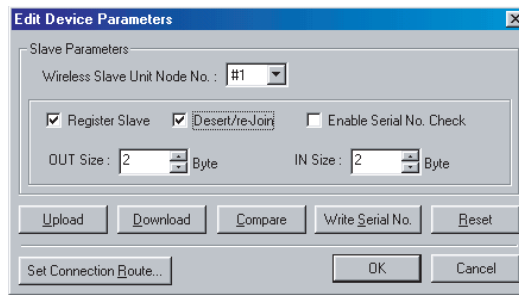 Edit Device Parameters
Slave Parameters
Wireless Slave Unit Node No. : #1
Register Slave Desert/re-Join Enable Serial No. Check
OUT Size : 2 Byte IN Size : 2 Byte
Upload Download Compare Write Serial No. Reset
Set Connection Route... OK Cancel